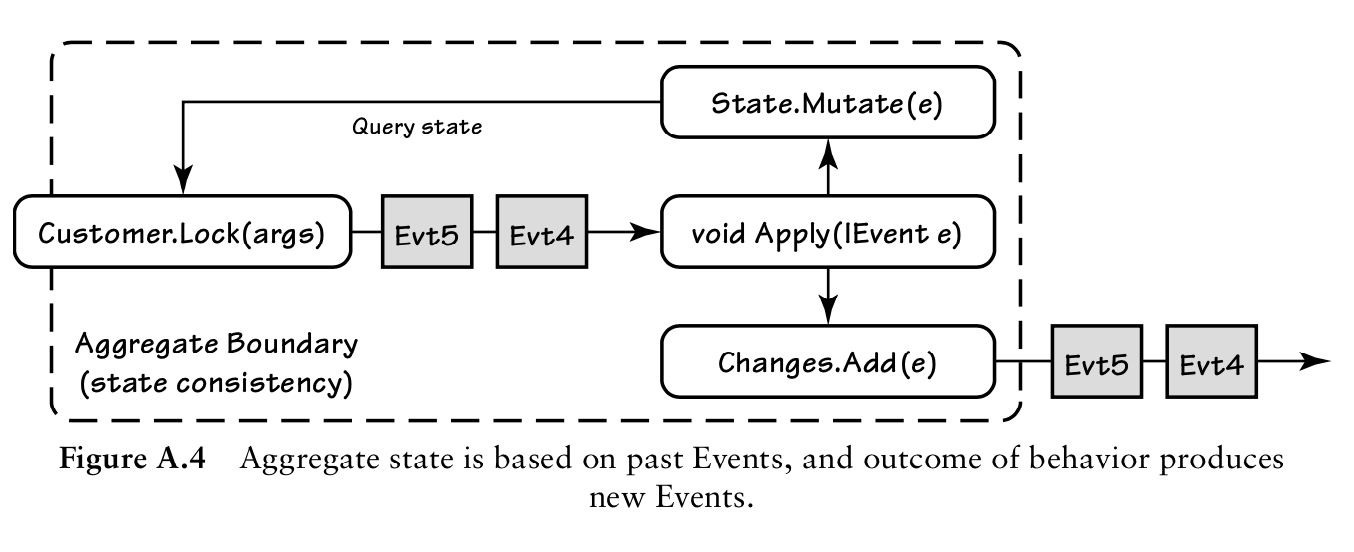 State.Mutate(e)
Query state
Customer.Lock(args)
Evt5
Evt4
void Apply(IEvent e)
Aggregate Boundary
(state consistency)
Changes.Add(e)
Evt5
Evt4
Figure A.4 Aggregate state is based on past Events, and outcome of behavior produces
new Events.